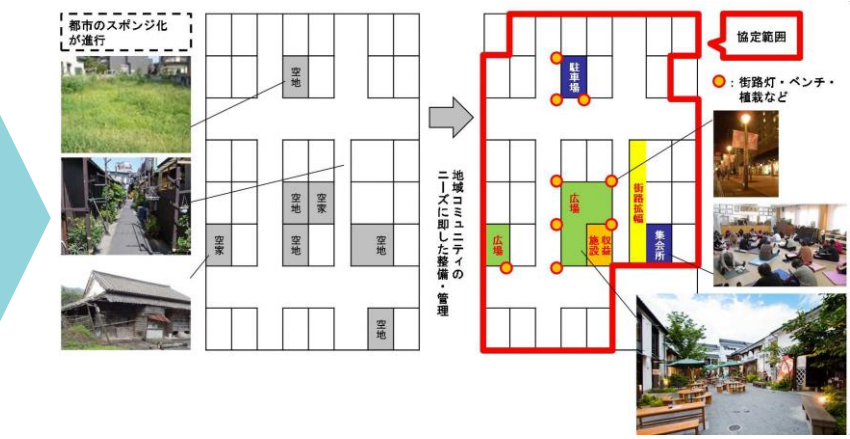 都市のスポンジ化
が進行
空地
空地
空家
空家
空地
空地
空地
地域コミュニティの
ニーズに即した整備・管理
協定範囲
：街路灯・ベンチ・
植栽など
駐車場
広場
街路拡幅
広場
収益
施設
集会所